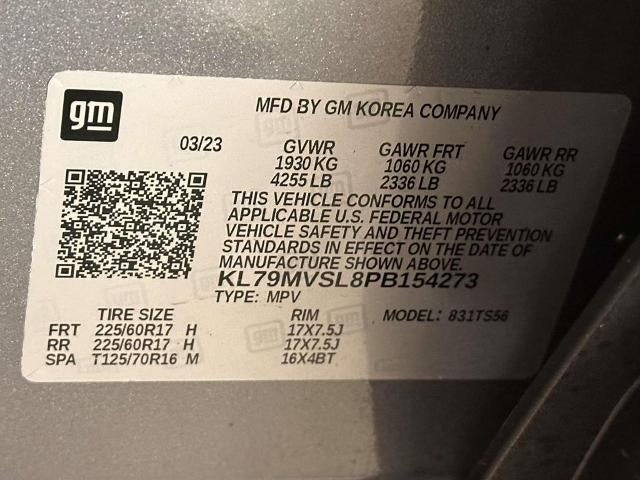 gm
MFD BY GM KOREA COMPANY
03/23
GVWR GAWR FRT GAWR RR
1930 KG 1060 KG 1060 KG
4255 LB 2336 LB 2336 LB
THIS VEHICLE CONFORMS TO ALL
APPLICABLE U.S. FEDERAL MOTOR
VEHICLE SAFETY AND THEFT PREVENTION
STANDARDS IN EFFECT ON THE DATE OF
MANUFACTURE SHOWN ABOVE.
KL79MVSL8PB154273
TYPE: MPV
TIRE SIZE RIM MODEL: 831TS56
FRT 225/60R17 H 17X7.5J
RR 225/60R17 H 17X7.5J
SPA T125/70R16 M 16X4BT